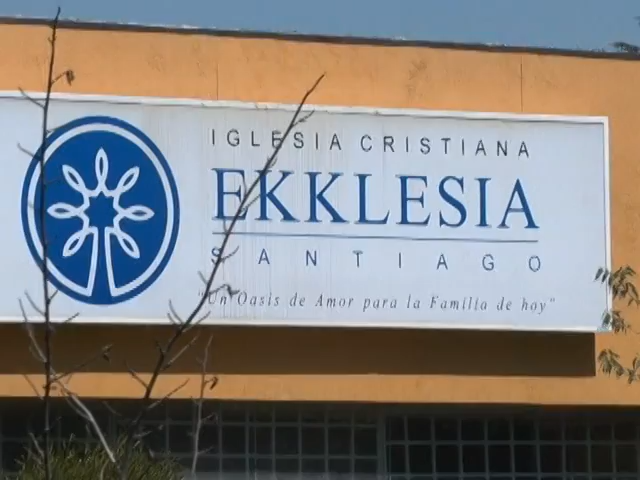 IGLESIA CRISTIANA
EKKLESIA
SANTIAGO
"Un Oasis de Amor para la Familia de hoy"